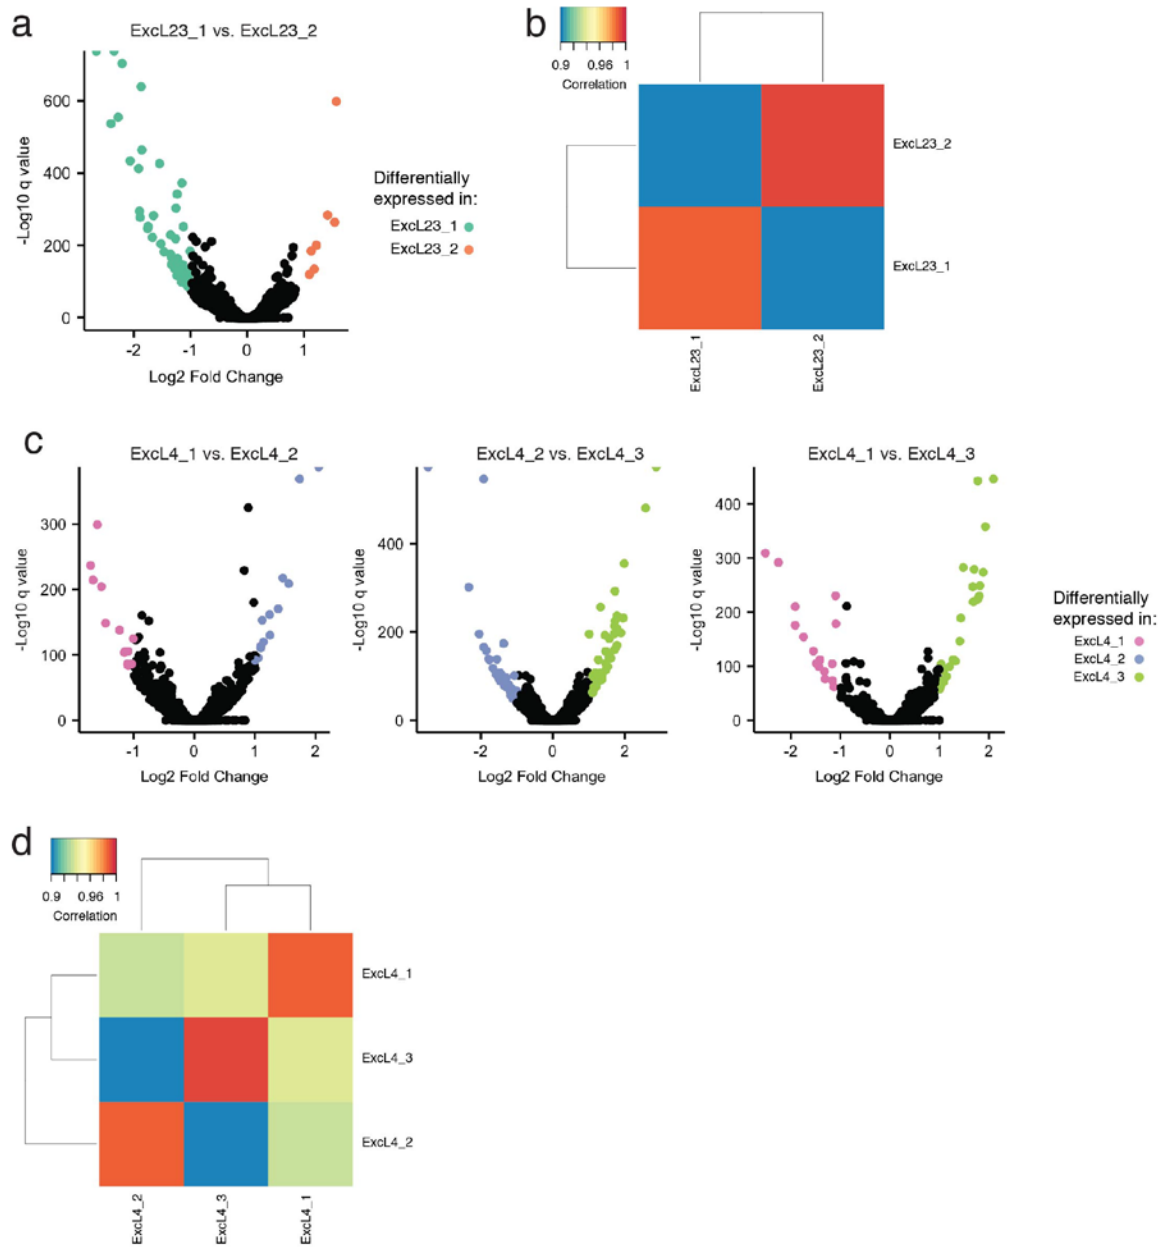 a
ExcL23_1 vs. ExcL23_2
600
400
200
0
-Log10 q value
-2 -1 0 1
Log2 Fold Change
Differentially
expressed in:
ExcL23_1
ExcL23_2
b
0.9 0.96 1
Correlation
ExcL23_2
ExcL23_1
ExcL23_1
ExcL23_2
c
ExcL4_1 vs. ExcL4_2
300
200
100
0
-Log10 q value
-1 0 1 2
Log2 Fold Change
ExcL4_2 vs. ExcL4_3
400
200
0
-Log10 q value
-2 0 2
Log2 Fold Change
ExcL4_1 vs. ExcL4_3
400
300
200
100
0
-Log10 q value
-2 -1 0 1 2
Log2 Fold Change
Differentially
expressed in:
ExcL4_1
ExcL4_2
ExcL4_3
d
0.9 0.96 1
Correlation
ExcL4_1
ExcL4_3
ExcL4_2
ExcL4_2
ExcL4_3
ExcL4_1